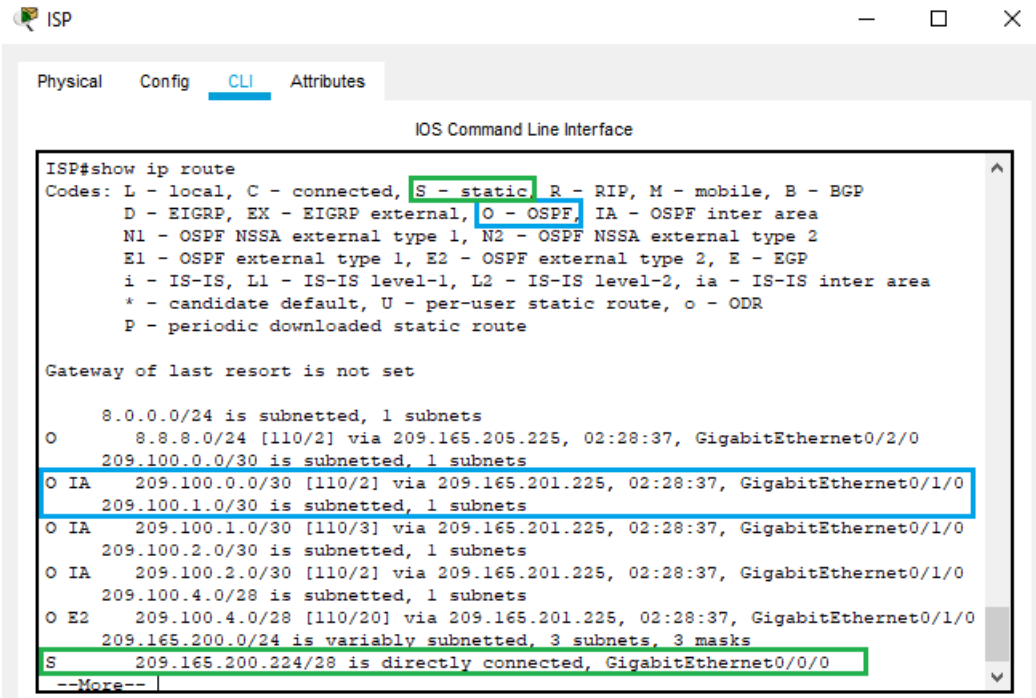 ISP
Physical Config CLI Attributes
IOS Command Line Interface
ISP#show ip route
Codes: L - local, C - connected, S - static, R - RIP, M - mobile, B - BGP
D - EIGRP, EX - EIGRP external, O - OSPF, IA - OSPF inter area
N1 - OSPF NSSA external type 1, N2 - OSPF NSSA external type 2
E1 - OSPF external type 1, E2 - OSPF external type 2, E - EGP
i - IS-IS, L1 - IS-IS level-1, L2 - IS-IS level-2, ia - IS-IS inter area
* - candidate default, U - per-user static route, o - ODR
P - periodic downloaded static route
Gateway of last resort is not set
8.0.0.0/24 is subnetted, 1 subnets
O 8.8.8.0/24 [110/2] via 209.165.205.225, 02:28:37, GigabitEthernet0/2/0
209.100.0.0/30 is subnetted, 1 subnets
O IA 209.100.0.0/30 [110/2] via 209.165.201.225, 02:28:37, GigabitEthernet0/1/0
209.100.1.0/30 is subnetted, 1 subnets
O IA 209.100.1.0/30 [110/3] via 209.165.201.225, 02:28:37, GigabitEthernet0/1/0
209.100.2.0/30 is subnetted, 1 subnets
O IA 209.100.2.0/30 [110/2] via 209.165.201.225, 02:28:37, GigabitEthernet0/1/0
209.100.4.0/28 is subnetted, 1 subnets
O E2 209.100.4.0/28 [110/20] via 209.165.201.225, 02:28:37, GigabitEthernet0/1/0
209.165.200.0/24 is variably subnetted, 3 subnets, 3 masks
S 209.165.200.224/28 is directly connected, GigabitEthernet0/0/0
--More--